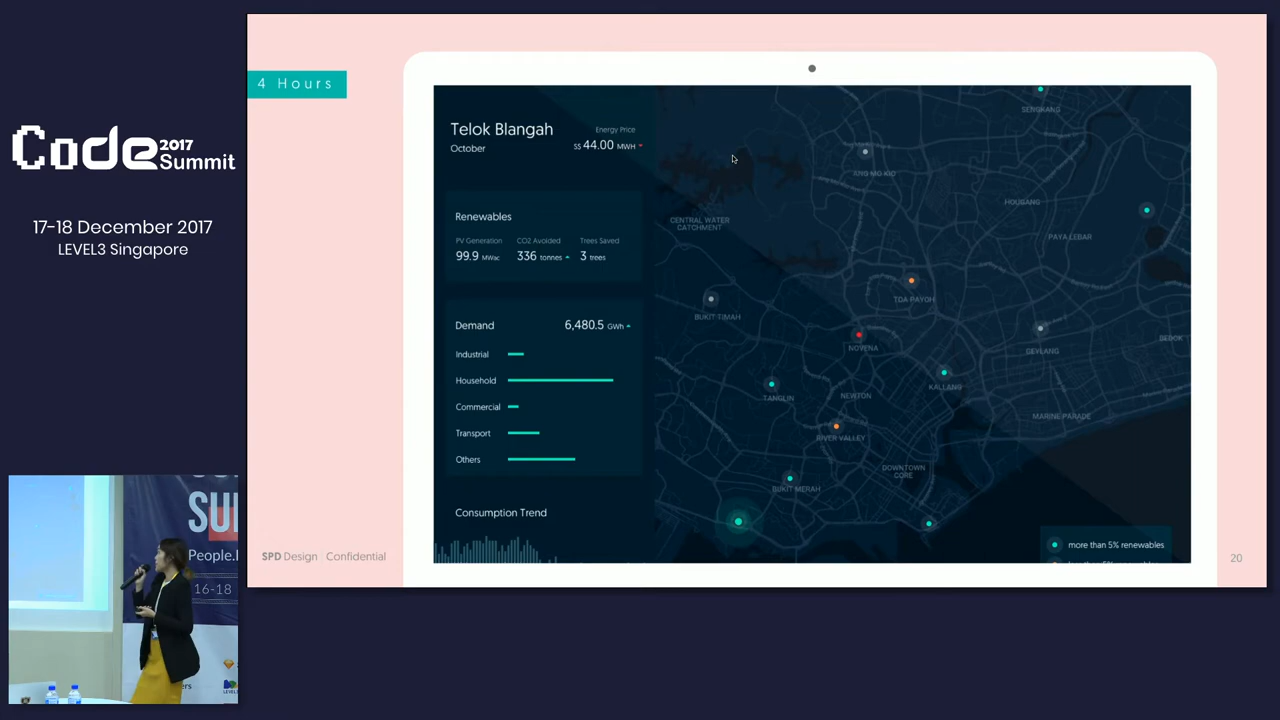 Code 2017 Summit
17-18 December 2017
LEVEL3 Singapore
SU
People.
16-18
4 Hours
Telok Blangah
October
Energy Price
S$ 44.00 MWH
Renewables
PV Generation CO2 Avoided Trees Saved
99.9 MWac 336 tonnes 3 trees
Demand 6,480.5 GWh
Industrial
Household
Commercial
Transport
Others
Consumption Trend
SENGKANG
ANG MO KIO
HOUGANG
CENTRAL WATER
CATCHMENT
PAYA LEBAR
TOA PAYOH
BUKIT TIMAH
BEDOK
NOVENA
GEYLANG
KALLANG
TANGLIN
NEWTON
MARINE PARADE
RIVER VALLEY
DOWNTOWN
CORE
BUKIT MERAH
more than 5% renewables
SPD Design Confidential
20